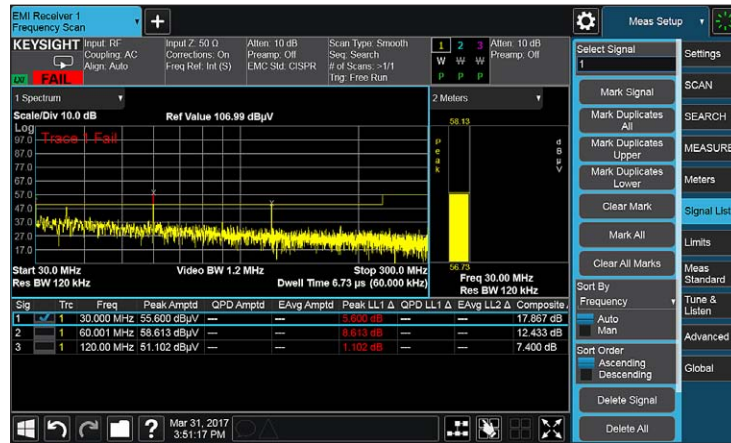 EMI Receiver 1
Frequency Scan
+
Meas Setup
KEYSIGHT
Input: RF
Coupling: AC
Align: Auto
Input Z: 50 Ω
Corrections: On
Freq Ref: Int (S)
Atten: 10 dB
Preamp: Off
EMC Std: CISPR
Scan Type: Smooth
Seq: Search
# of Scans: >1/1
Trig: Free Run
1 2 3
W W W
P P P
Atten: 10 dB
Preamp: Off
LXI
FAIL
1 Spectrum
Scale/Div 10.0 dB
Ref Value 106.99 dBµV
Log
Trace 1 Fail
97.0
87.0
77.0
67.0
57.0
47.0
37.0
27.0
17.0
Start 30.0 MHz
Video BW 1.2 MHz
Stop 300.0 MHz
Res BW 120 kHz
Dwell Time 6.73 µs (60.000 kHz)
2 Meters
58.13
Peak
dBµV
56.73
Freq 30.00 MHz
Res BW 120 kHz
Sig Trc Freq Peak Amptd QPD Amptd EAvg Amptd Peak LL1 Δ QPD LL1 Δ EAvg LL2 Δ Composite
1 1 30.000 MHz 55.600 dBµV --- --- 5.600 dB --- --- 17.867 dB
2 1 60.001 MHz 58.613 dBµV --- --- 8.613 dB --- --- 12.433 dB
3 1 120.00 MHz 51.102 dBµV --- --- 1.102 dB --- --- 7.400 dB
Select Signal
1
Mark Signal
Mark Duplicates
All
Mark Duplicates
Upper
Mark Duplicates
Lower
Clear Mark
Mark All
Clear All Marks
Sort By
Frequency
Auto
Man
Sort Order
Ascending
Descending
Delete Signal
Delete All
Settings
SCAN
SEARCH
MEASURE
Meters
Signal List
Limits
Meas
Standard
Tune &
Listen
Advanced
Global
?
Mar 31, 2017
3:51:17 PM